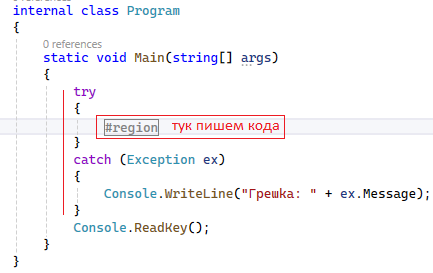 internal class Program
{
0 references
static void Main(string[] args)
{
try
{
#region тук пишем кода
}
catch (Exception ex)
{
Console.WriteLine("Грешка: " + ex.Message);
}
Console.ReadKey();
}
}